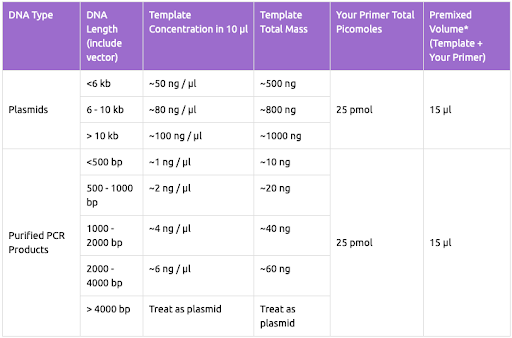 DNA Type
DNA
Length
(include
vector)
Template
Concentration in 10 µl
Template
Total Mass
Your Primer Total
Picomoles
Premixed
Volume*
(Template +
Your Primer)
Plasmids
<6 kb
~50 ng / µl
~500 ng
25 pmol
15 µl
6 - 10 kb
~80 ng / µl
~800 ng
> 10 kb
~100 ng / µl
~1000 ng
Purified PCR
Products
<500 bp
~1 ng / µl
~10 ng
25 pmol
15 µl
500 - 1000
bp
~2 ng / µl
~20 ng
1000 -
2000 bp
~4 ng / µl
~40 ng
2000 -
4000 bp
~6 ng / µl
~60 ng
> 4000 bp
Treat as plasmid
Treat as
plasmid